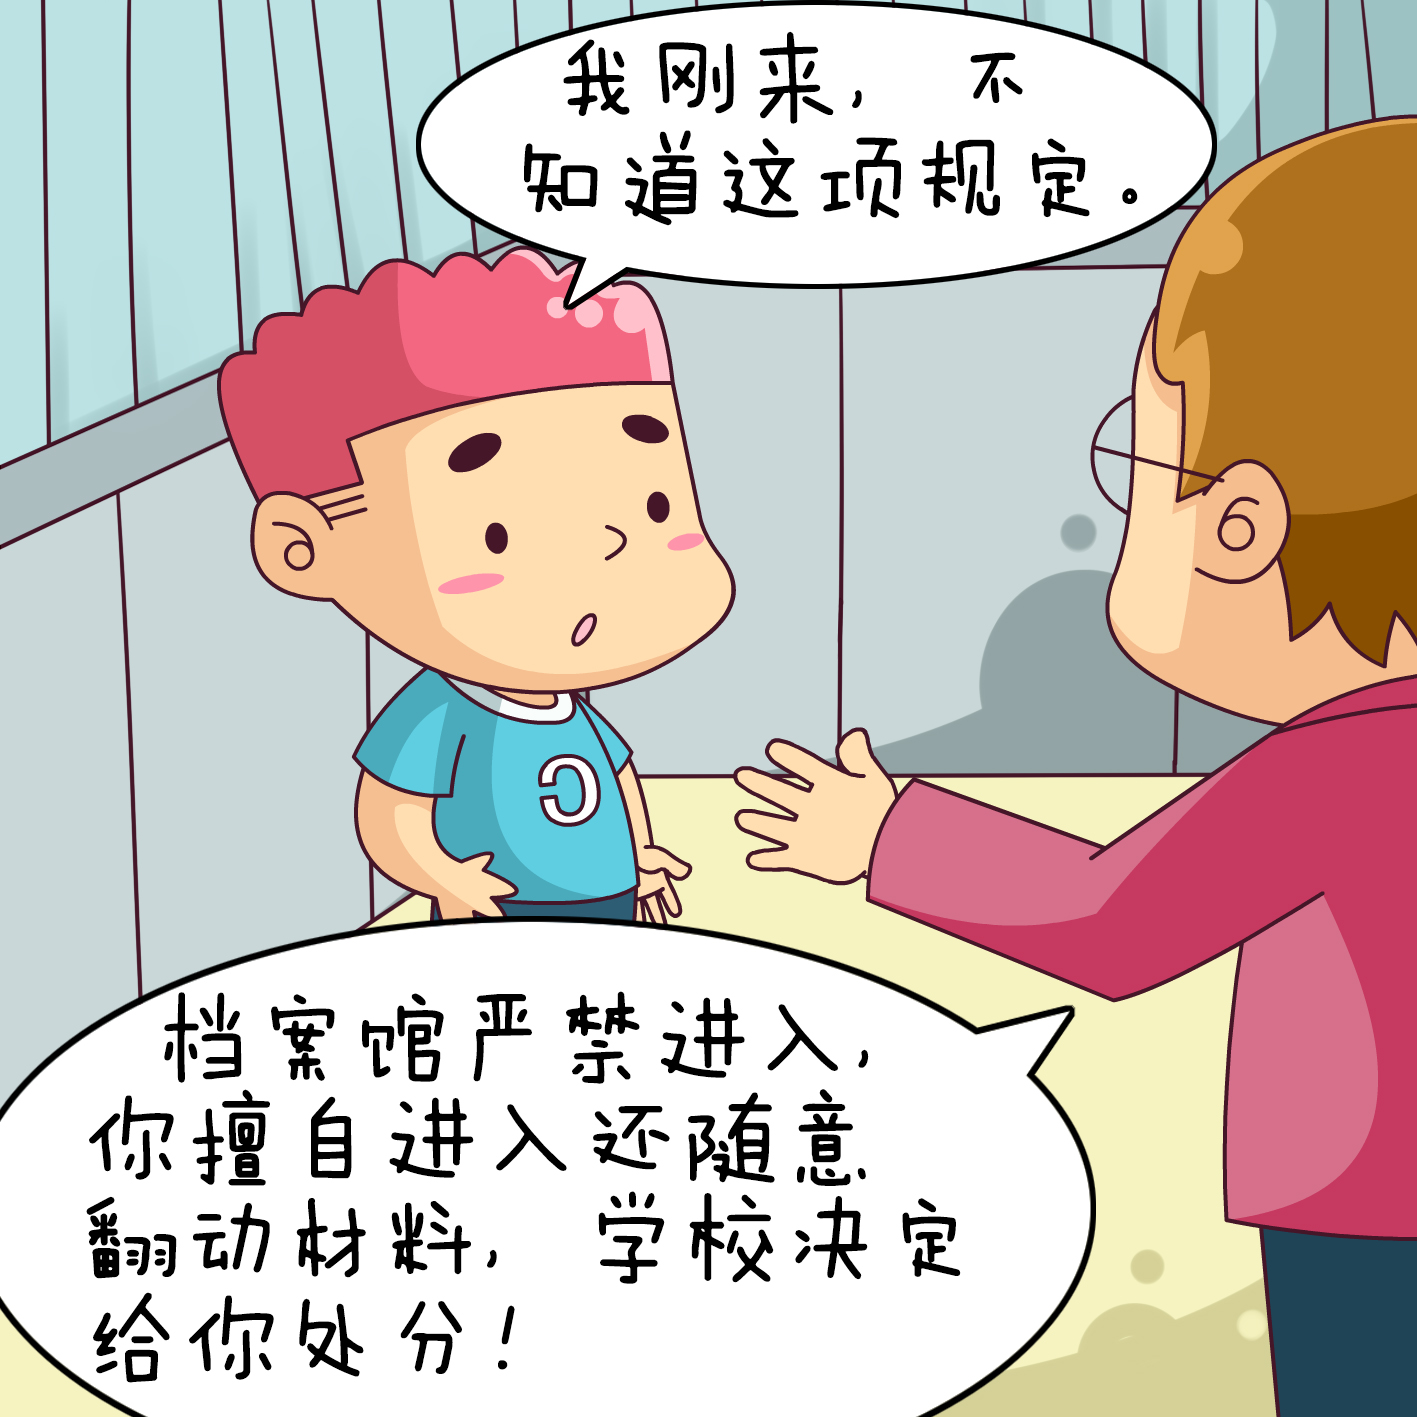 我刚来，不
知道这项规定。
C
档案馆严禁进入，
你擅自进入还随意
翻动材料，学校决定
给你处分！